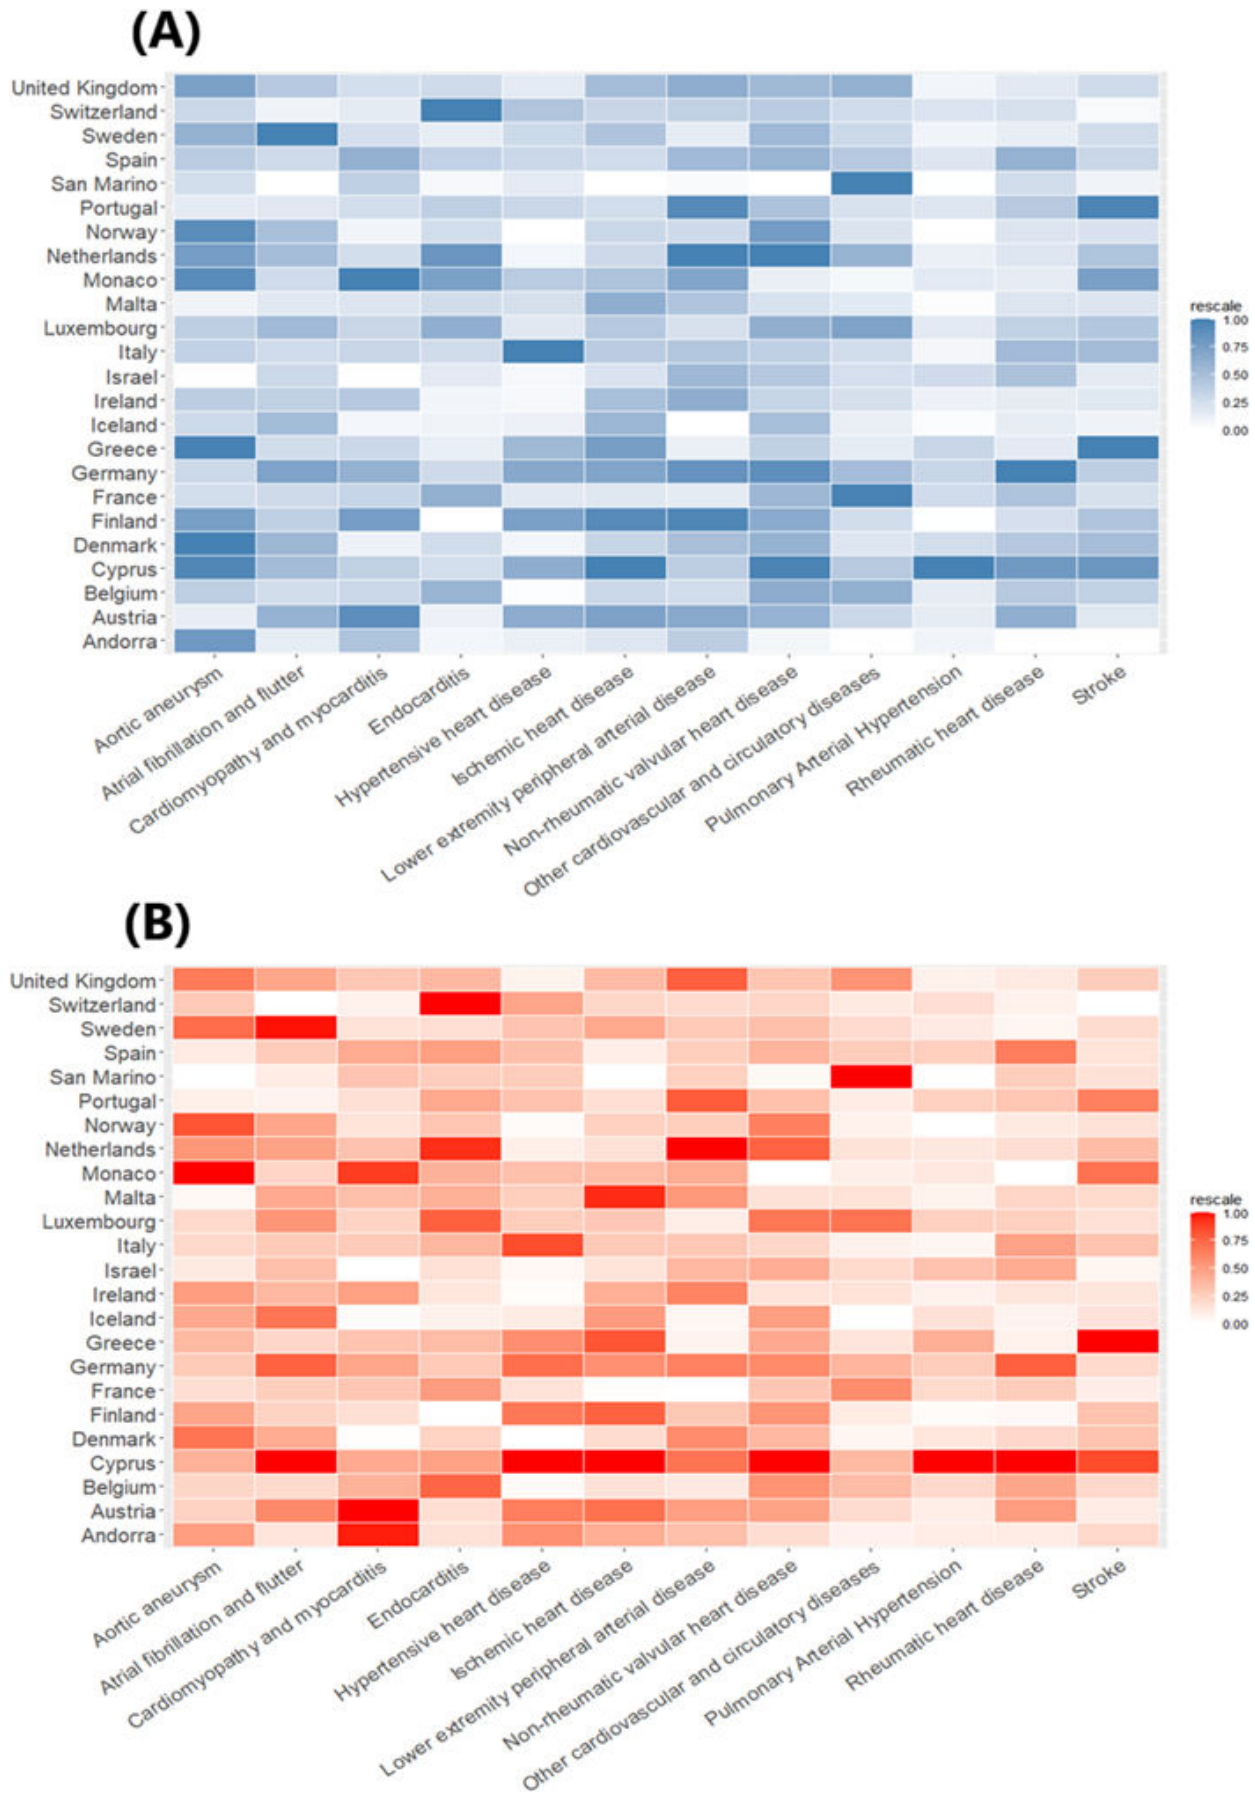 (A)
United Kingdom
Switzerland
Sweden
Spain
San Marino
Portugal
Norway
Netherlands
Monaco
Malta
Luxembourg
Italy
Israel
Ireland
Iceland
Greece
Germany
France
Finland
Denmark
Cyprus
Belgium
Austria
Andorra
rescale
1.00
0.75
0.50
0.25
0.00
Aortic aneurysm
Atrial fibrillation and flutter
Cardiomyopathy and myocarditis
Endocarditis
Hypertensive heart disease
Ischemic heart disease
Lower extremity peripheral arterial disease
Non-rheumatic valvular heart disease
Other cardiovascular and circulatory diseases
Pulmonary Arterial Hypertension
Rheumatic heart disease
Stroke
(B)
United Kingdom
Switzerland
Sweden
Spain
San Marino
Portugal
Norway
Netherlands
Monaco
Malta
Luxembourg
Italy
Israel
Ireland
Iceland
Greece
Germany
France
Finland
Denmark
Cyprus
Belgium
Austria
Andorra
rescale
1.00
0.75
0.50
0.25
0.00
Aortic aneurysm
Atrial fibrillation and flutter
Cardiomyopathy and myocarditis
Endocarditis
Hypertensive heart disease
Ischemic heart disease
Lower extremity peripheral arterial disease
Non-rheumatic valvular heart disease
Other cardiovascular and circulatory diseases
Pulmonary Arterial Hypertension
Rheumatic heart disease
Stroke